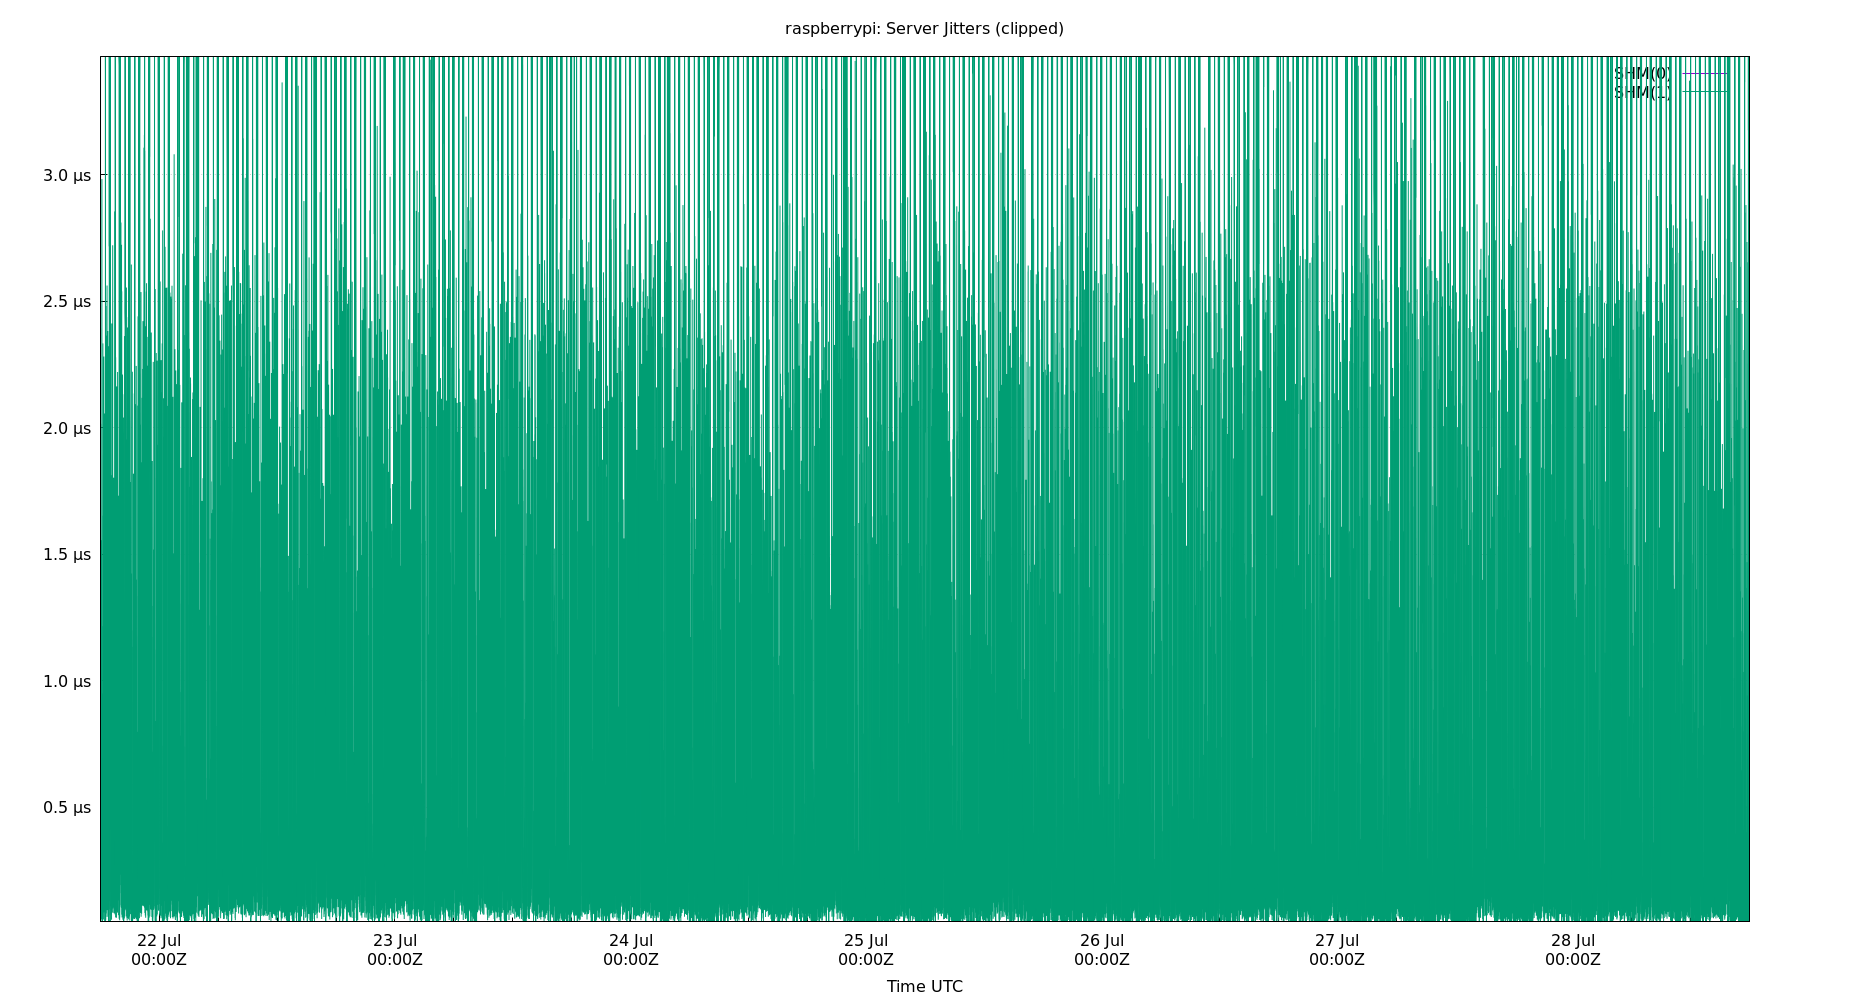 raspberrypi: Server Jitters (clipped)
SHM(0)
SHM(1)
3.0 μs
2.5 μs
2.0 μs
1.5 μs
1.0 μs
0.5 μs
22 Jul 23 Jul 24 Jul 25 Jul 26 Jul 27 Jul 28 Jul
00:00Z 00:00Z 00:00Z 00:00Z 00:00Z 00:00Z 00:00Z
Time UTC